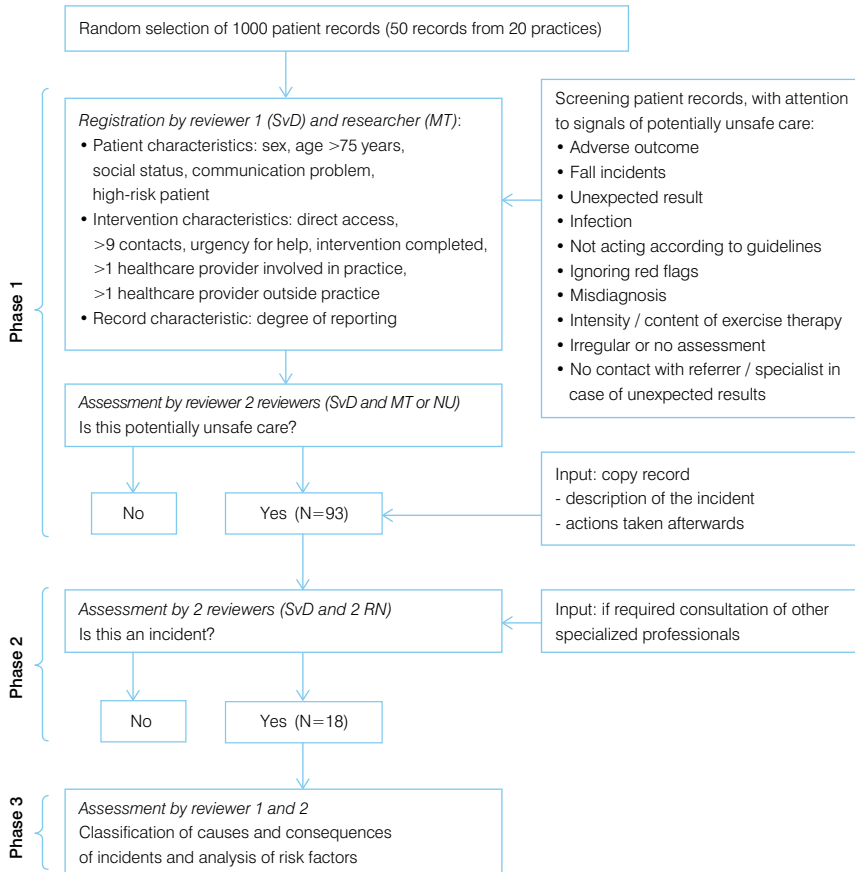 Random selection of 1000 patient records (50 records from 20 practices)
Phase 1
Registration by reviewer 1 (SvD) and researcher (MT):
• Patient characteristics: sex, age >75 years,
social status, communication problem,
high-risk patient
• Intervention characteristics: direct access,
>9 contacts, urgency for help, intervention completed,
>1 healthcare provider involved in practice,
>1 healthcare provider outside practice
• Record characteristic: degree of reporting
Screening patient records, with attention
to signals of potentially unsafe care:
• Adverse outcome
• Fall incidents
• Unexpected result
• Infection
• Not acting according to guidelines
• Ignoring red flags
• Misdiagnosis
• Intensity / content of exercise therapy
• Irregular or no assessment
• No contact with referrer / specialist in
case of unexpected results
Assessment by reviewer 2 reviewers (SvD and MT or NU)
Is this potentially unsafe care?
No
Yes (N=93)
Input: copy record
- description of the incident
- actions taken afterwards
Phase 2
Assessment by 2 reviewers (SvD and 2 RN)
Is this an incident?
Input: if required consultation of other
specialized professionals
No
Yes (N=18)
Phase 3
Assessment by reviewer 1 and 2
Classification of causes and consequences
of incidents and analysis of risk factors